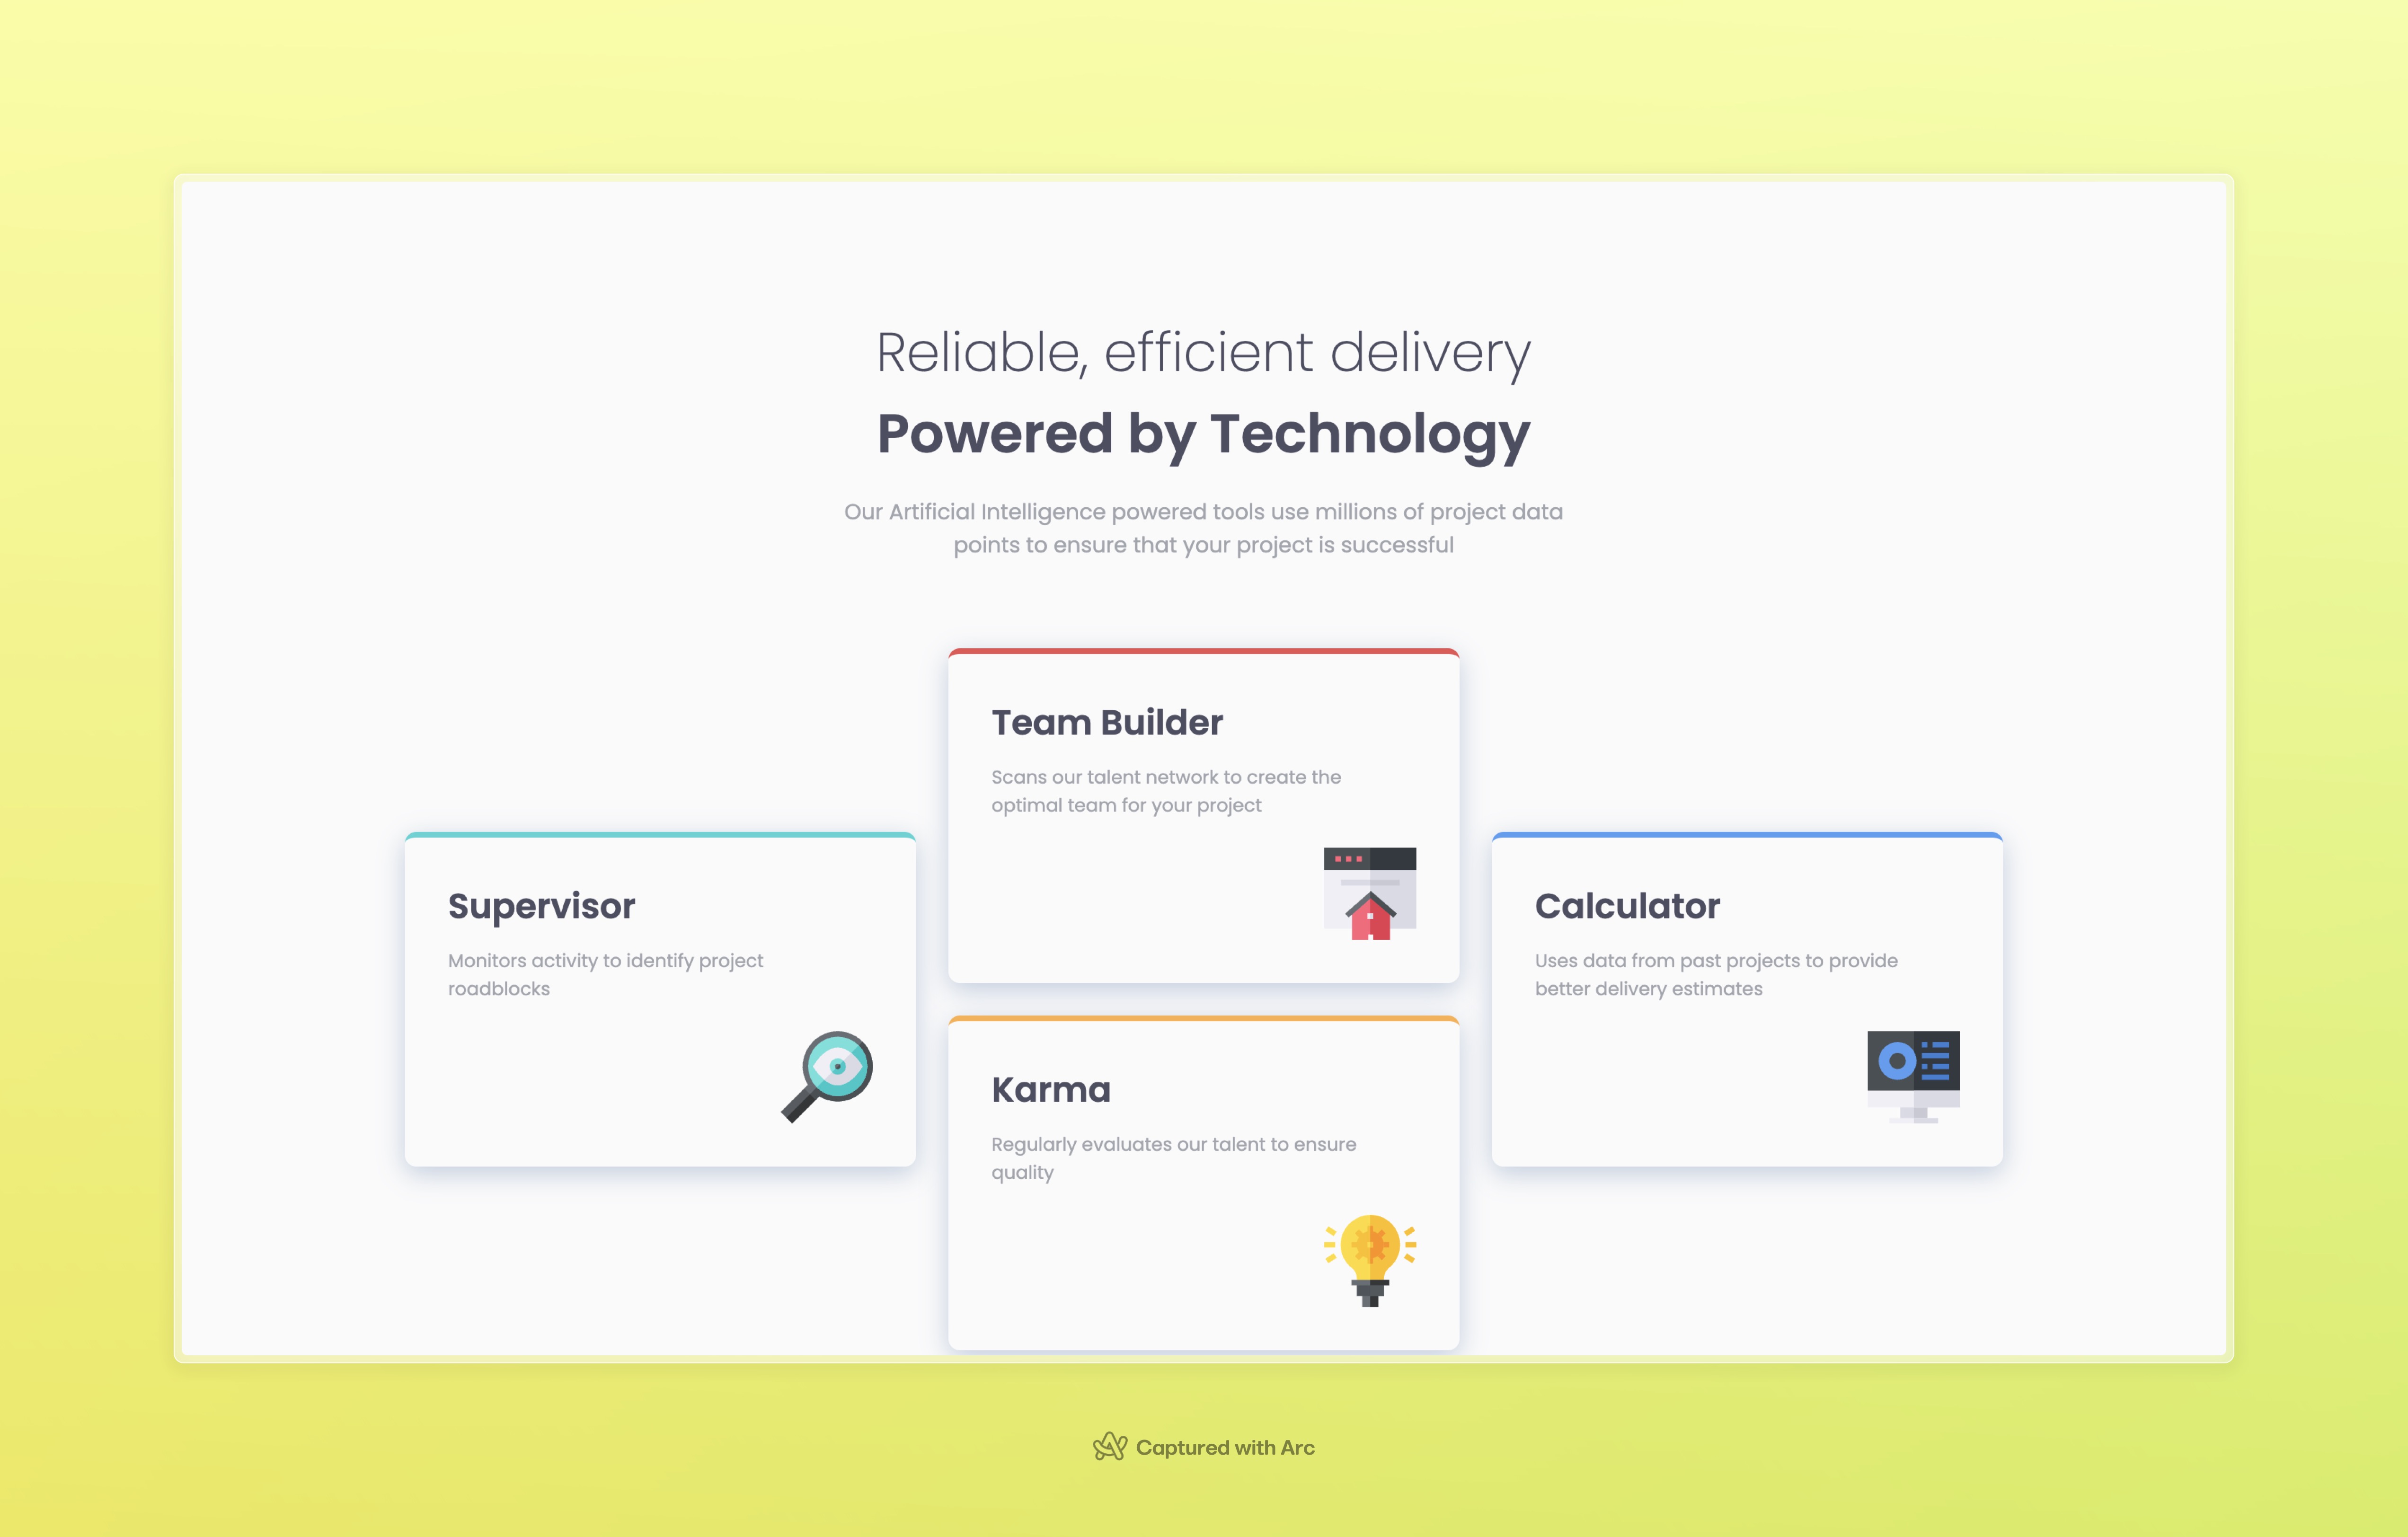 Reliable, efficient delivery
Powered by Technology
Our Artificial Intelligence powered tools use millions of project data
points to ensure that your project is successful
Team Builder
Scans our talent network to create the
optimal team for your project
Supervisor
Monitors activity to identify project
roadblocks
Calculator
Uses data from past projects to provide
better delivery estimates
Karma
Regularly evaluates our talent to ensure
quality
Captured with Arc